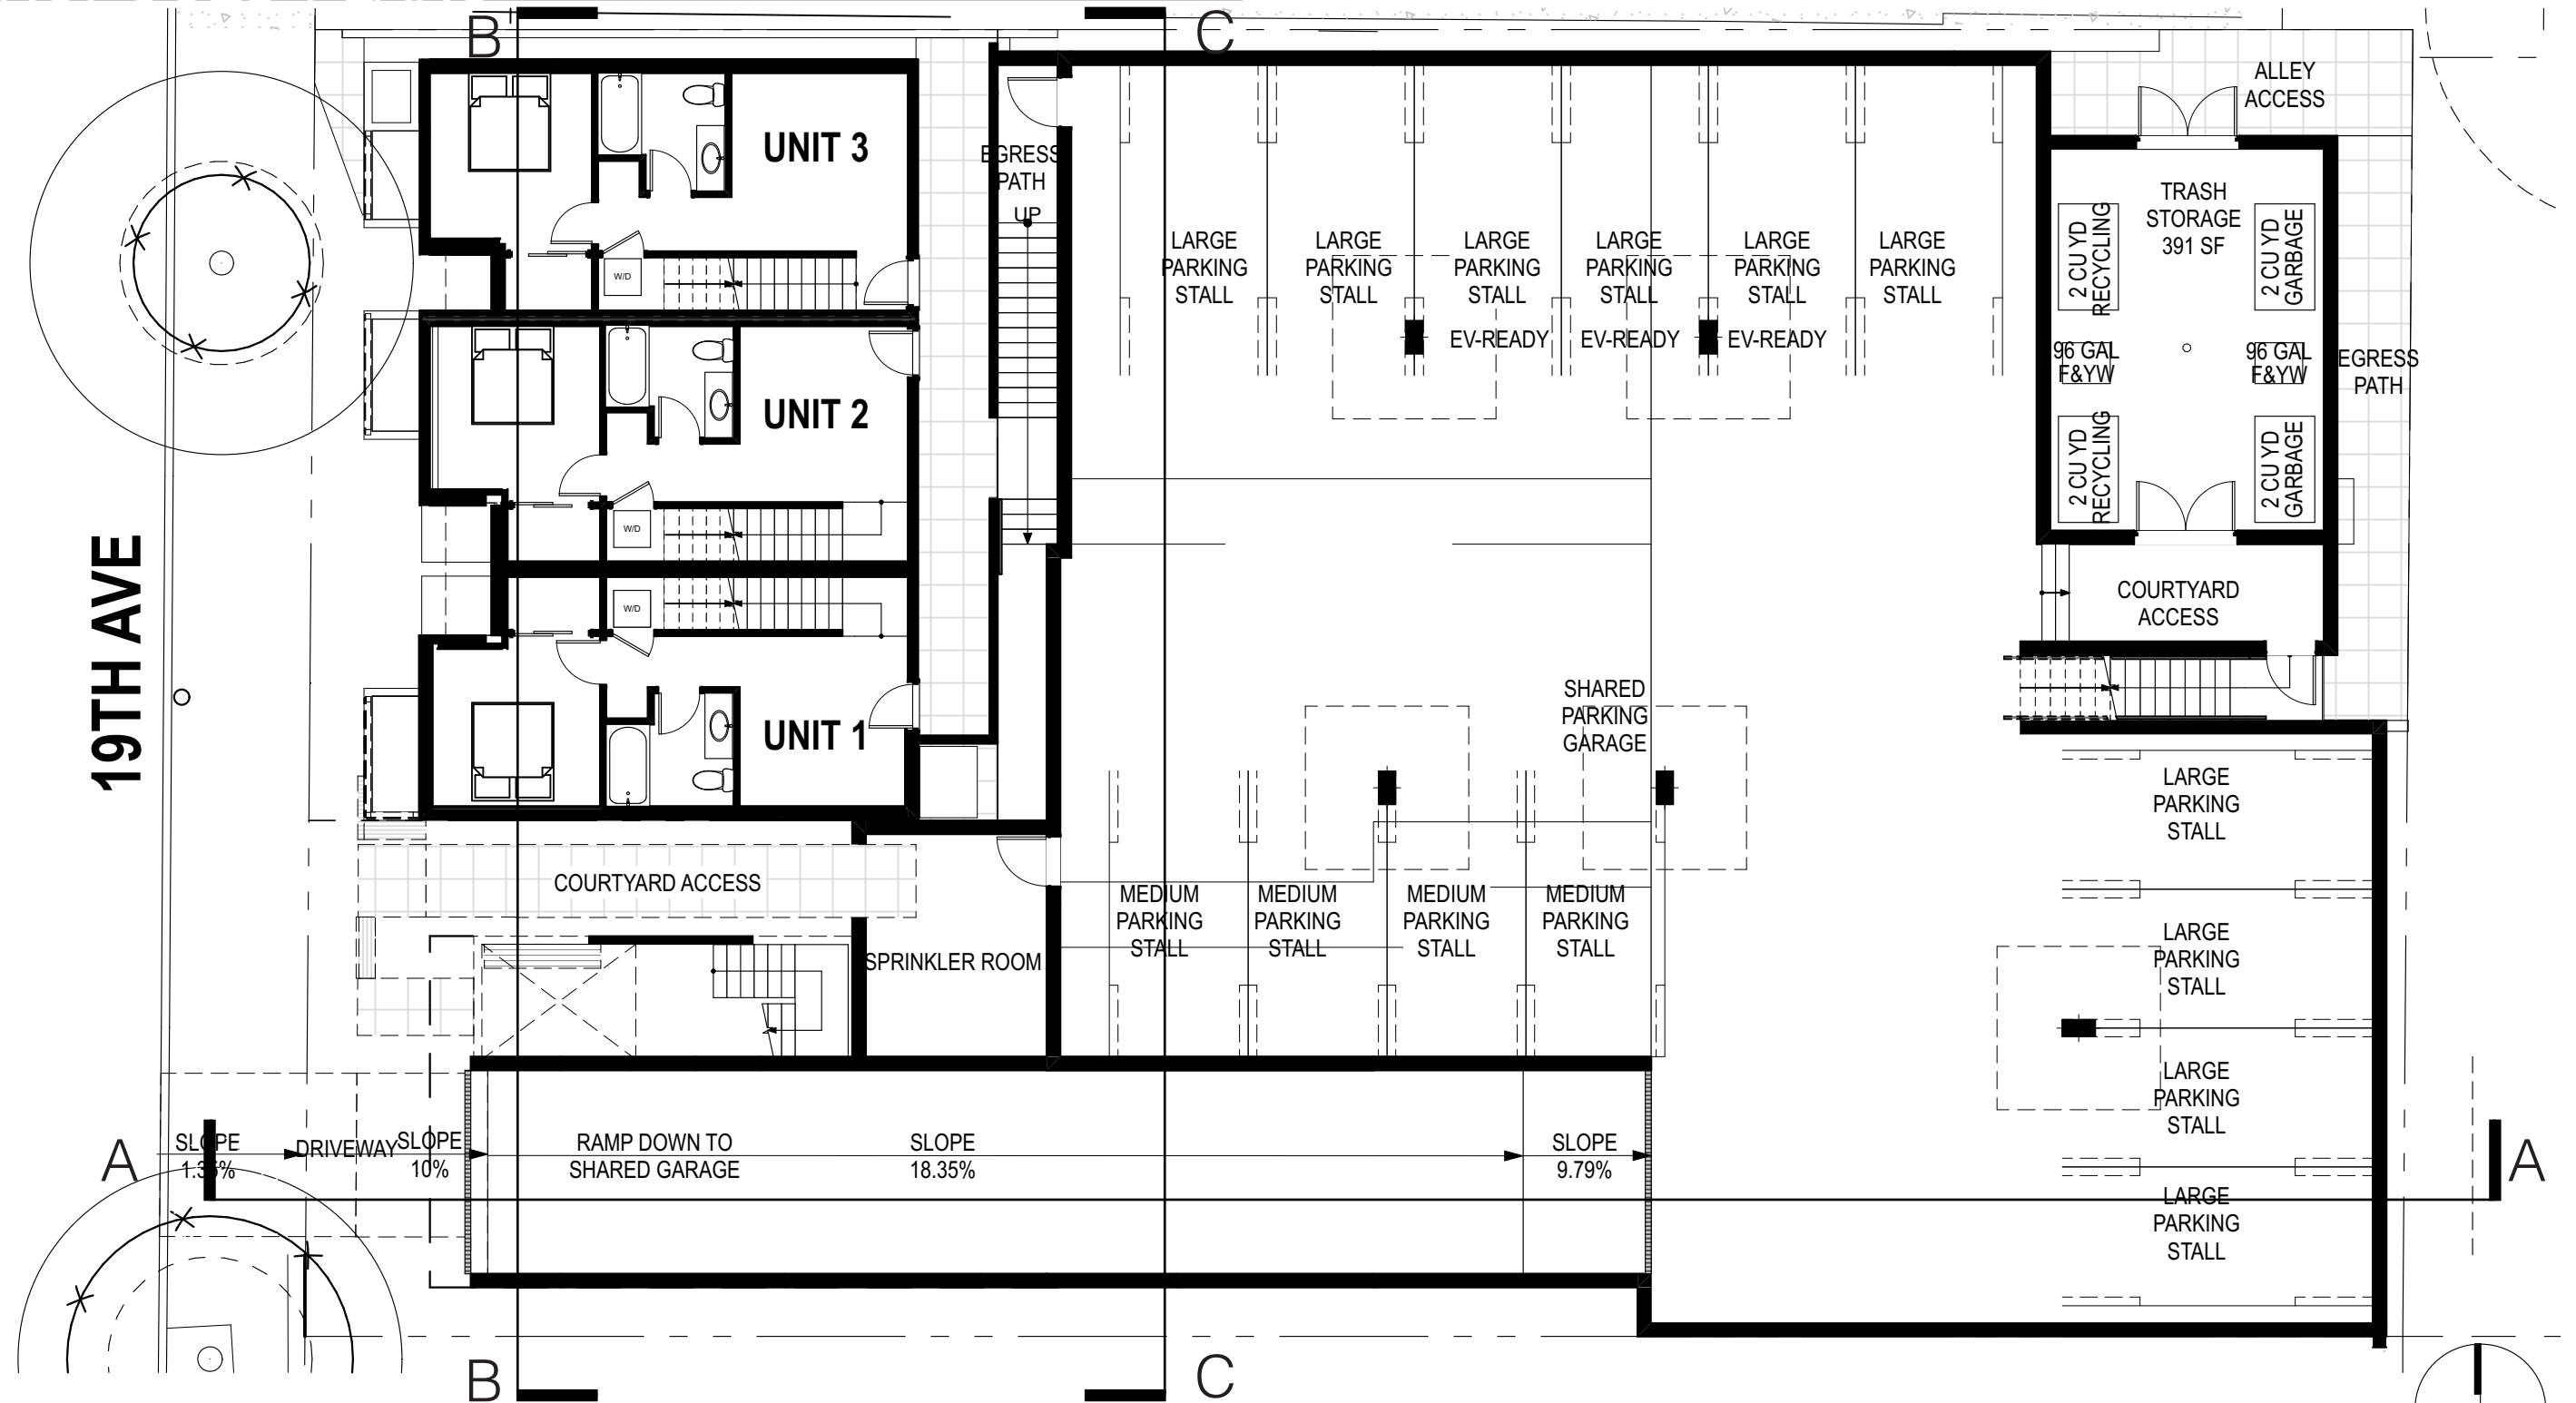 B
C
ALLEY
ACCESS
UNIT 3
EGRESS
PATH
UP
TRASH
STORAGE
391 SF
2 CU YD
RECYCLING
2 CU YD
GARBAGE
LARGE
PARKING
STALL
LARGE
PARKING
STALL
LARGE
PARKING
STALL
LARGE
PARKING
STALL
LARGE
PARKING
STALL
LARGE
PARKING
STALL
W/D
EV-READY
EV-READY
EV-READY
96 GAL
F&YW
96 GAL
F&YW
EGRESS
PATH
UNIT 2
2 CU YD
RECYCLING
2 CU YD
GARBAGE
W/D
19TH AVE
W/D
COURTYARD
ACCESS
UNIT 1
SHARED
PARKING
GARAGE
LARGE
PARKING
STALL
COURTYARD ACCESS
MEDIUM
PARKING
STALL
MEDIUM
PARKING
STALL
MEDIUM
PARKING
STALL
MEDIUM
PARKING
STALL
LARGE
PARKING
STALL
SPRINKLER ROOM
LARGE
PARKING
STALL
A
SLOPE
DRIVEWAY
SLOPE
10%
RAMP DOWN TO
SHARED GARAGE
SLOPE
18.35%
SLOPE
9.79%
A
LARGE
PARKING
STALL
B
C